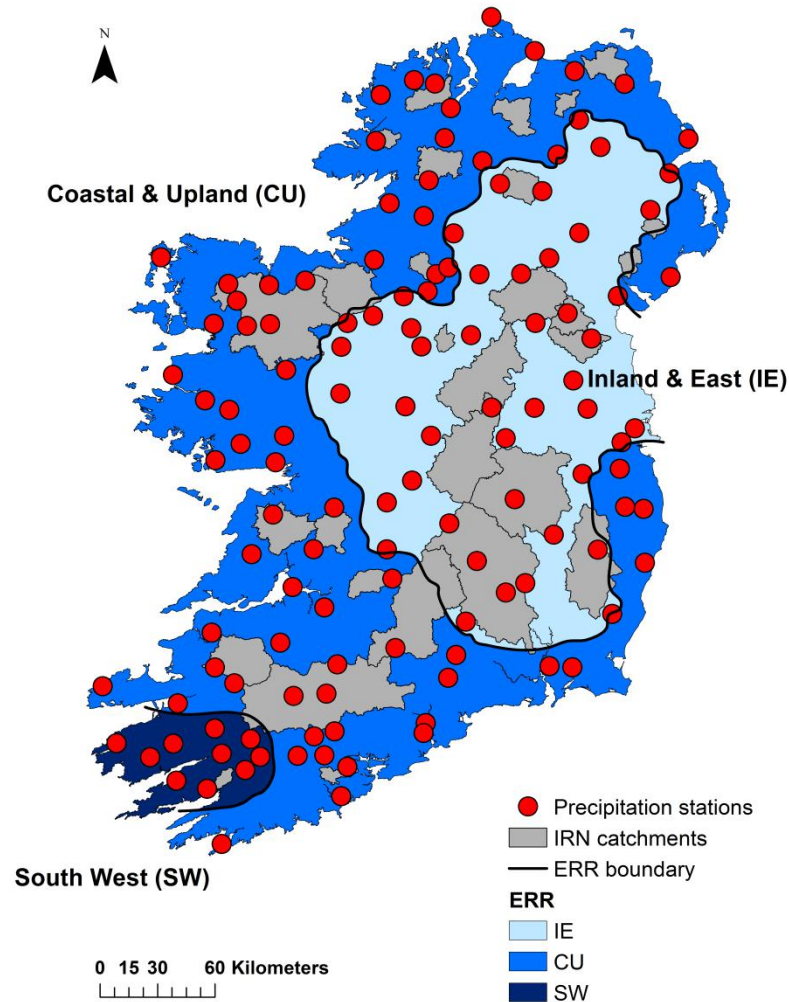 N
Coastal & Upland (CU)
Inland & East (IE)
South West (SW)
Precipitation stations
IRN catchments
ERR boundary
ERR
IE
CU
SW
0 15 30 60 Kilometers